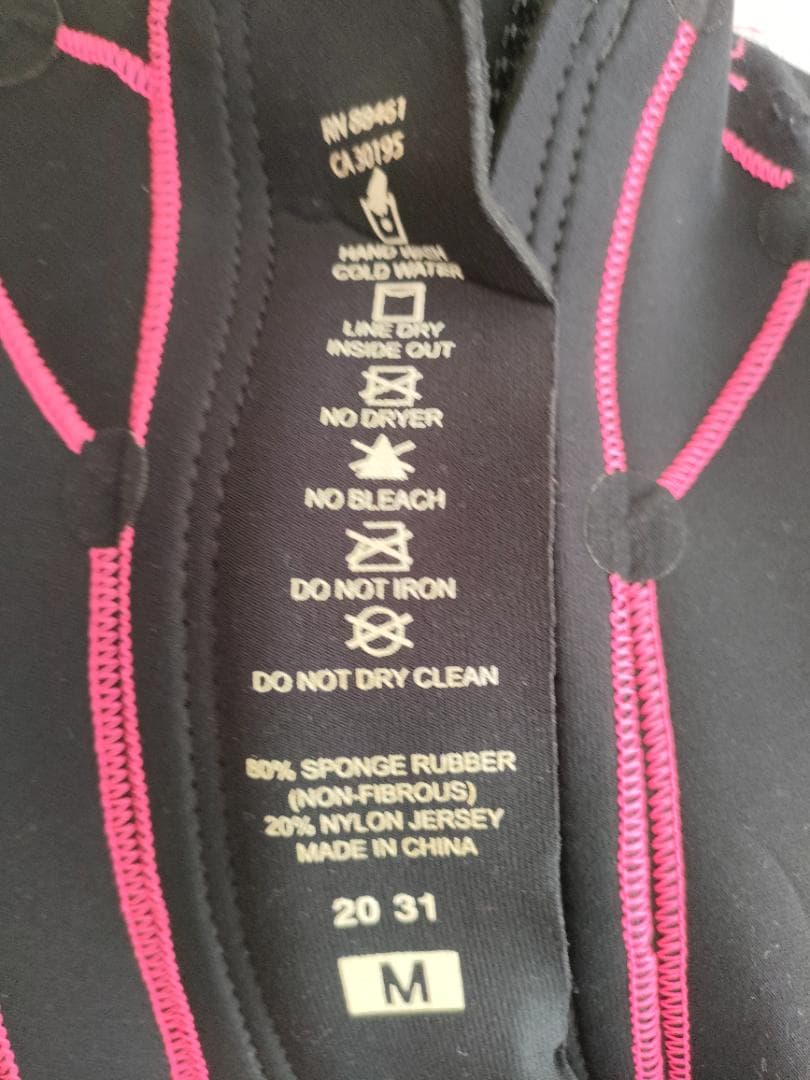 RN 88461
CA 30195
HAND WASH
COLD WATER
LINE DRY
INSIDE OUT
NO DRYER
NO BLEACH
DO NOT IRON
DO NOT DRY CLEAN
80% SPONGE RUBBER
(NON-FIBROUS)
20% NYLON JERSEY
MADE IN CHINA
20 31
M